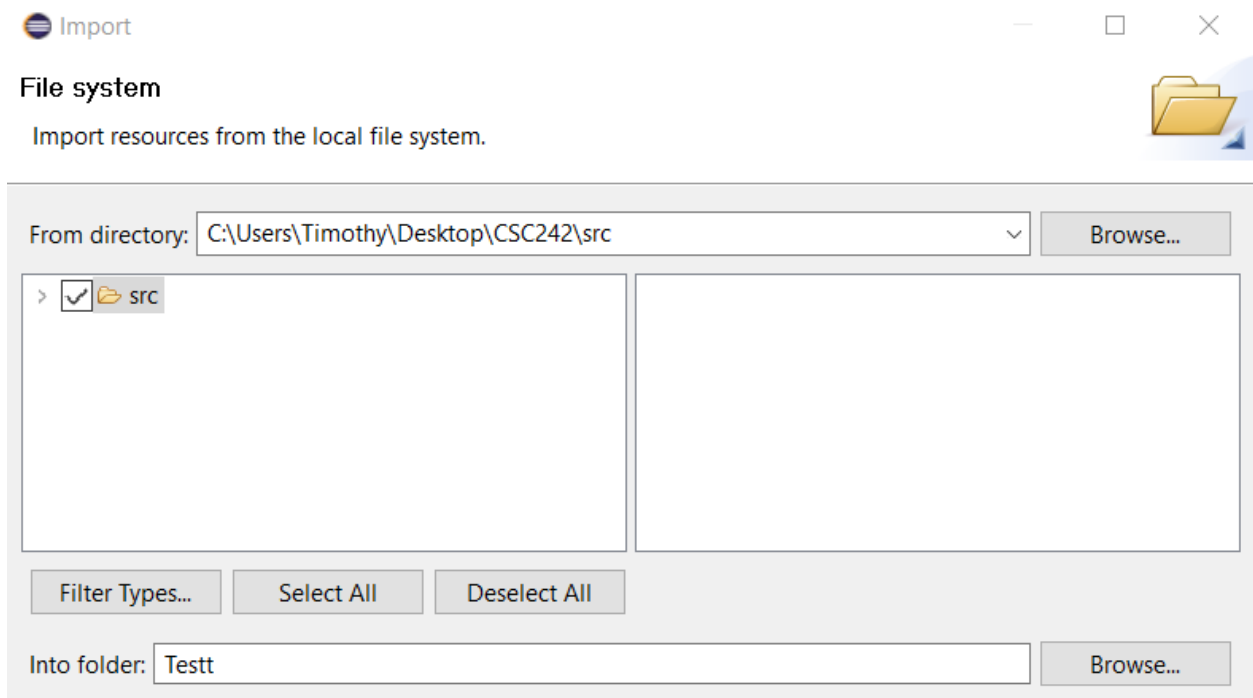 Import
File system
Import resources from the local file system.
From directory: C:\Users\Timothy\Desktop\CSC242\src Browse...
src
Filter Types... Select All Deselect All
Into folder: Testt Browse...